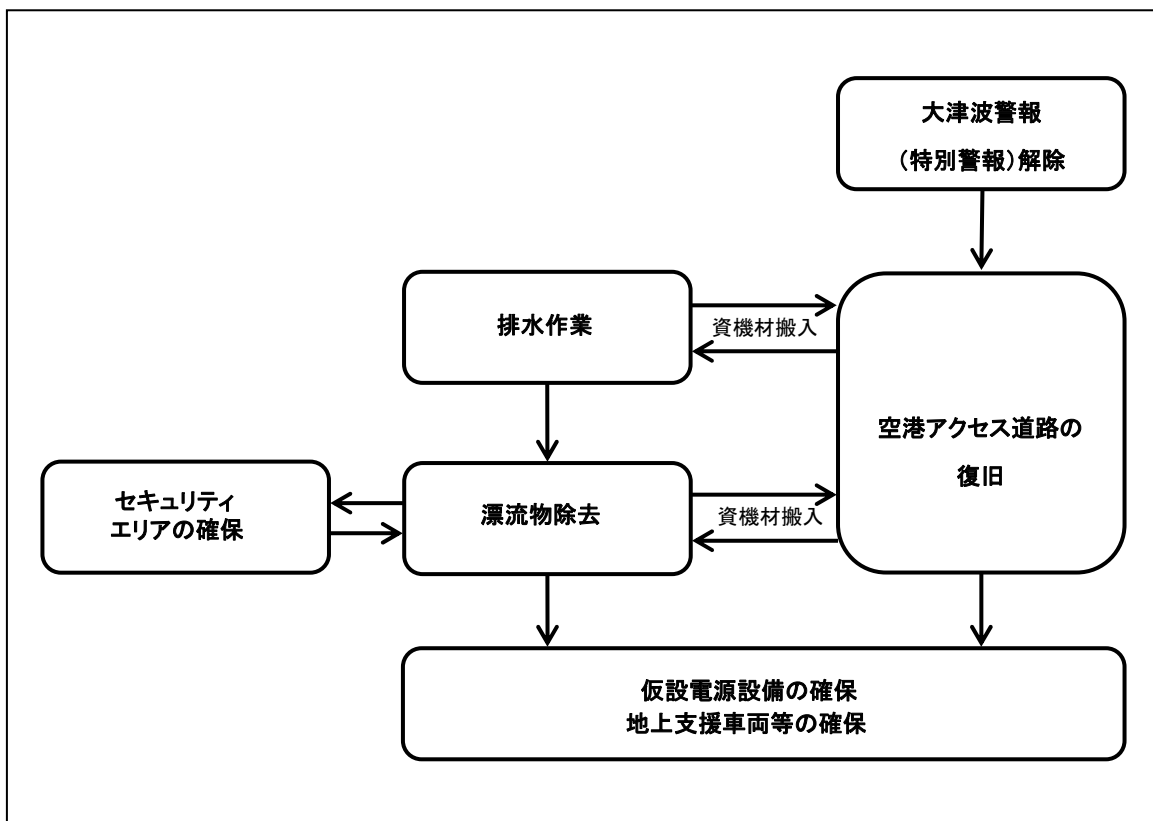 大津波警報
（特別警報）解除
排水作業
資機材搬入
空港アクセス道路の
復旧
セキュリティ
エリアの確保
漂流物除去
資機材搬入
仮設電源設備の確保
地上支援車両等の確保